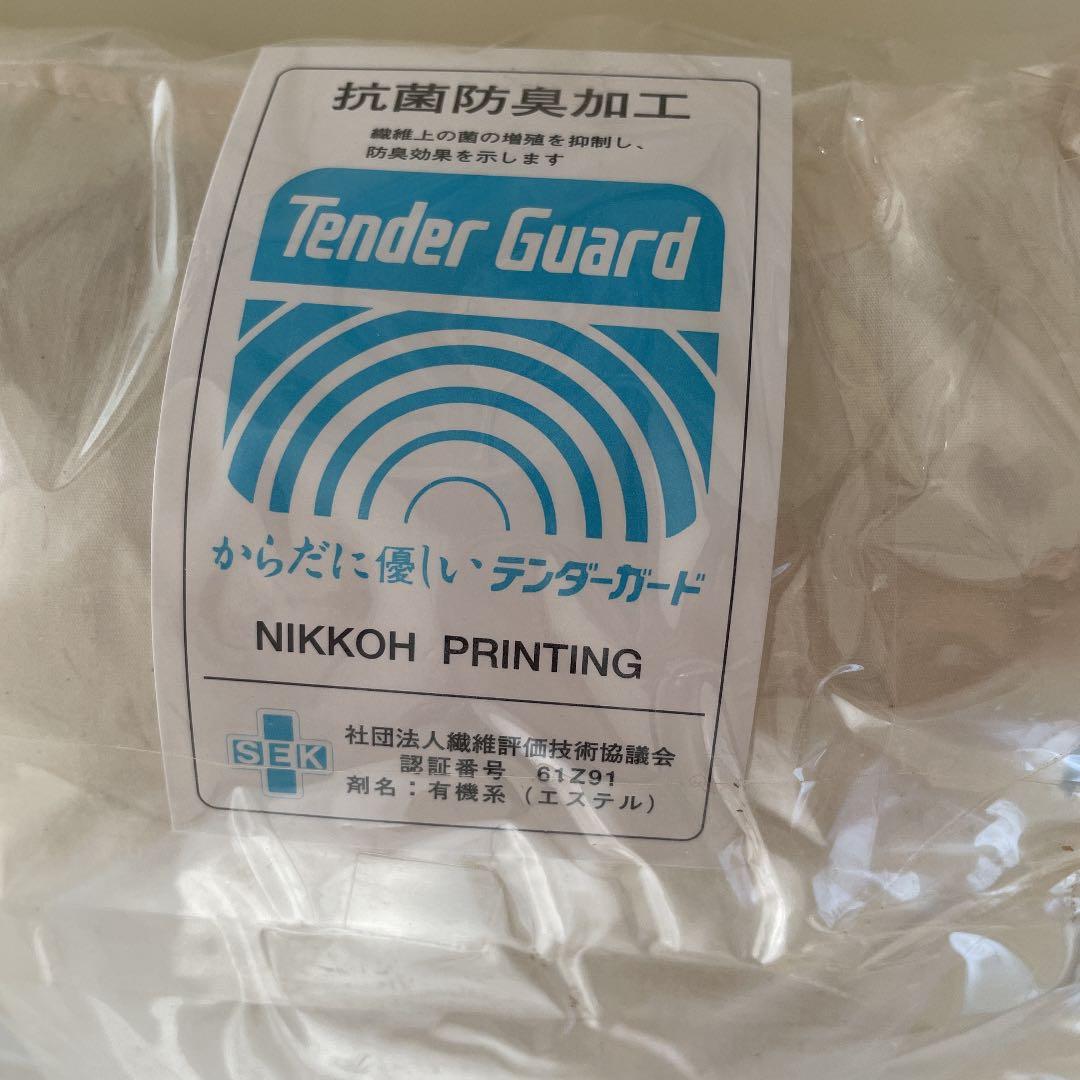 抗菌防臭加工
繊維上の菌の増殖を抑制し、
防臭効果を示します
Tender Guard
からだに優しいテンダーガード
NIKKOH PRINTING
SEK
社団法人繊維評価技術協議会
認証番号 61Z91
剤名：有機系（エステル）